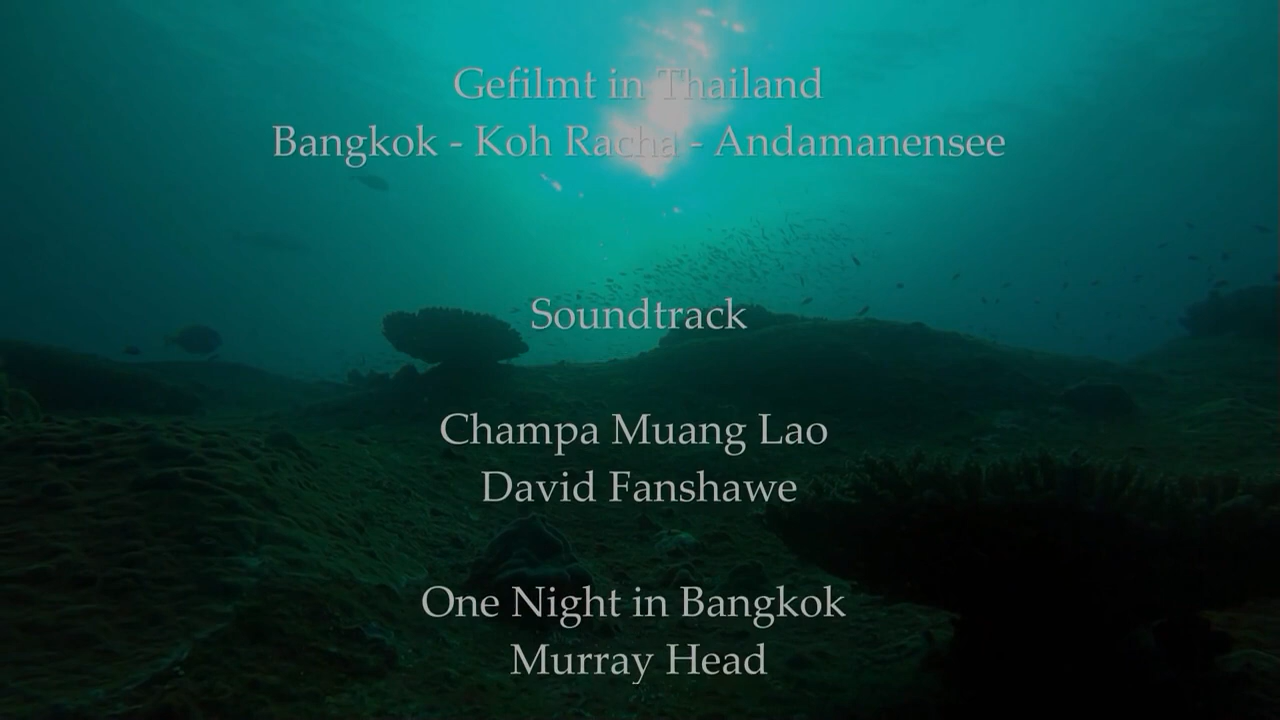 Gefilmt in Thailand
Bangkok - Koh Racha - Andamanensee
Soundtrack
Champa Muang Lao
David Fanshawe
One Night in Bangkok
Murray Head